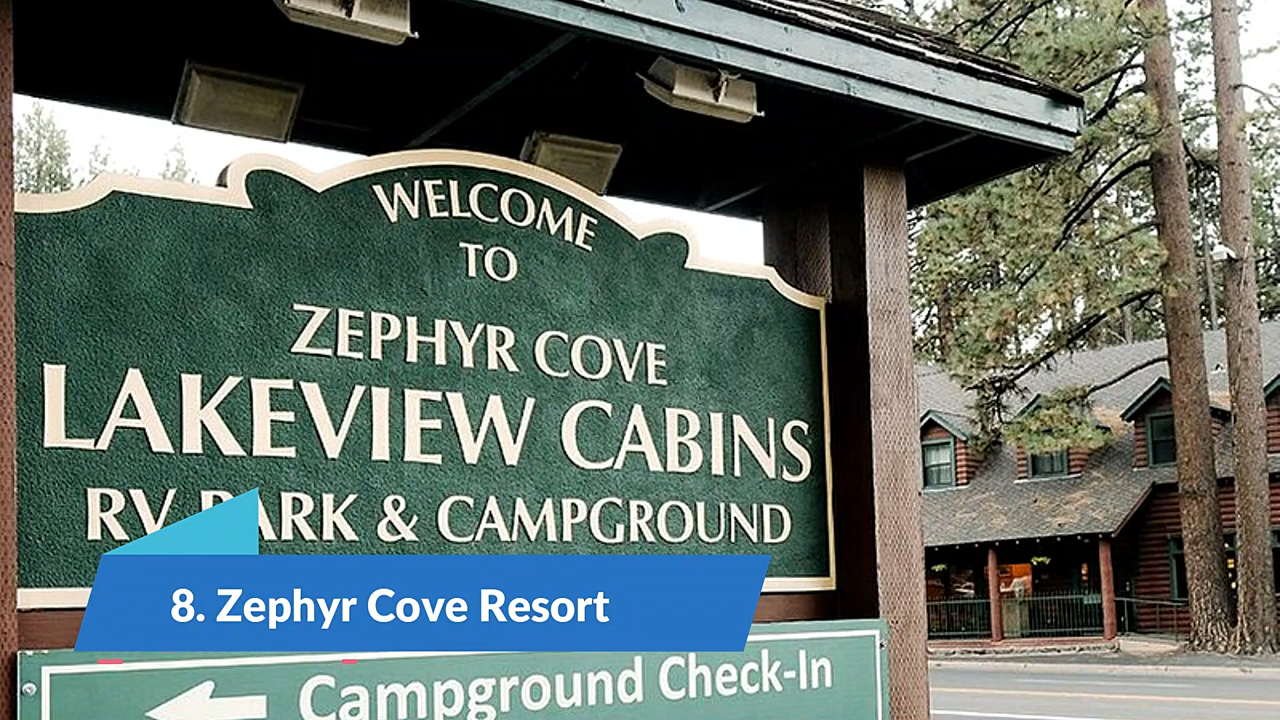 WELCOME
TO
ZEPHYR COVE
LAKEVIEW CABINS
RV PARK & CAMPGROUND
8. Zephyr Cove Resort
Campground Check-In